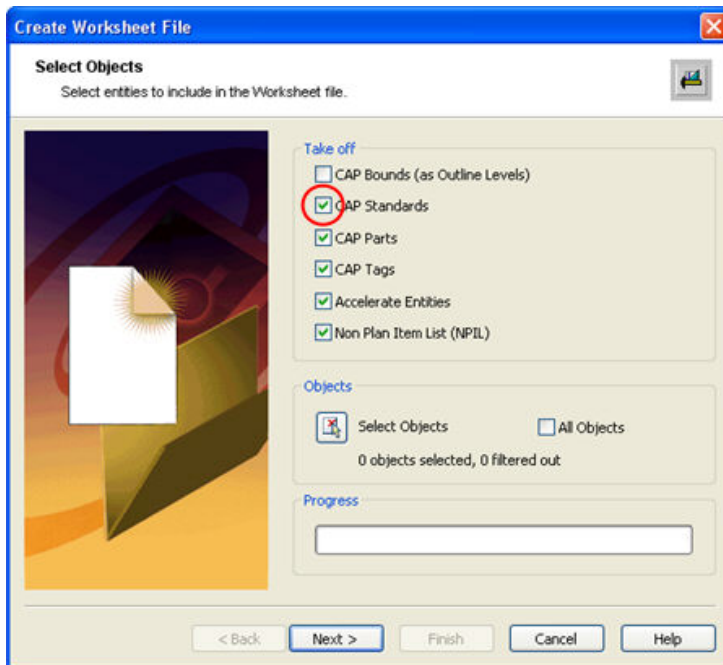 Create Worksheet File
Select Objects
Select entities to include in the Worksheet file.
Take off
CAP Bounds (as Outline Levels)
CAP Standards
CAP Parts
CAP Tags
Accelerate Entities
Non Plan Item List (NPIL)
Objects
Select Objects All Objects
0 objects selected, 0 filtered out
Progress
< Back Next > Finish Cancel Help